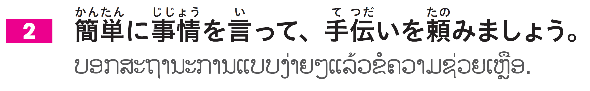 かんたん じじょう い てつだ たの
2 簡単に事情を言って、手伝いを頼みましょう。
ບອກສະຖານະການແບບງ່າຍໆແລ້ວຂໍຄວາມຊ່ວຍເຫຼືອ.